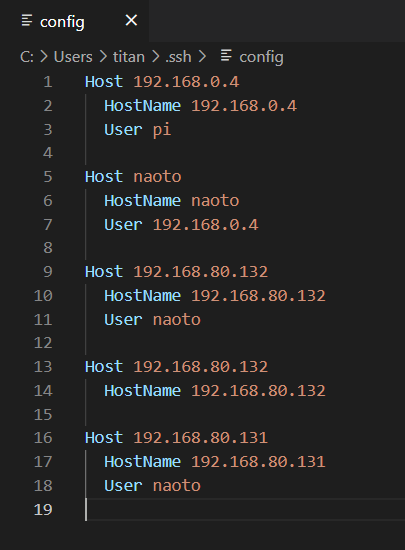 config ×
C: > Users > titan > .ssh > config
1 Host 192.168.0.4
2   HostName 192.168.0.4
3   User pi
4
5 Host naoto
6   HostName naoto
7   User 192.168.0.4
8
9 Host 192.168.80.132
10   HostName 192.168.80.132
11   User naoto
12
13 Host 192.168.80.132
14   HostName 192.168.80.132
15
16 Host 192.168.80.131
17   HostName 192.168.80.131
18   User naoto
19